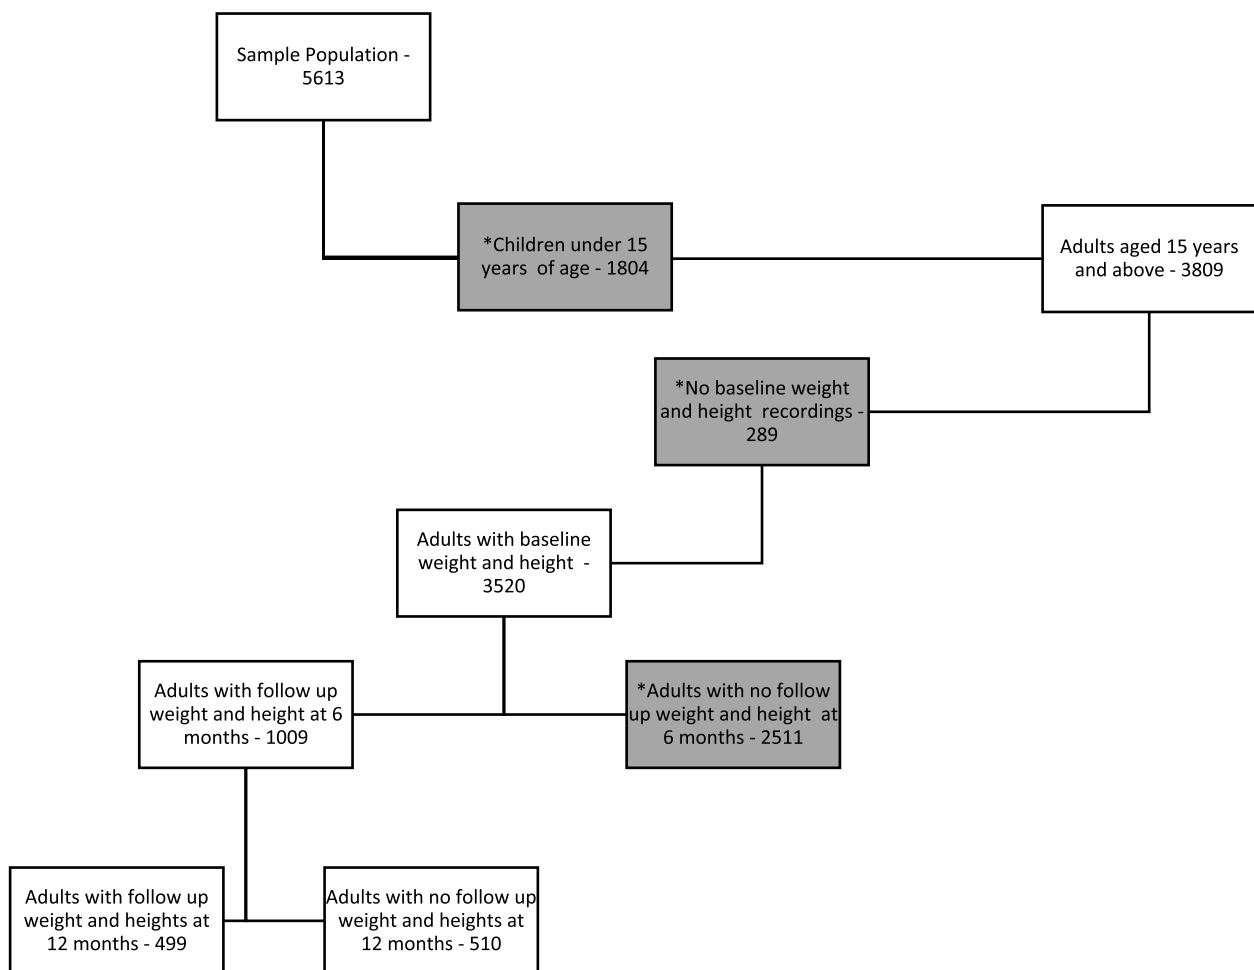 Sample Population -
5613
*Children under 15
years of age - 1804
Adults aged 15 years
and above - 3809
*No baseline weight
and height recordings -
289
Adults with baseline
weight and height -
3520
Adults with follow up
weight and height at 6
months - 1009
*Adults with no follow
up weight and height at
6 months - 2511
Adults with follow up
weight and heights at
12 months - 499
Adults with no follow up
weight and heights at
12 months - 510